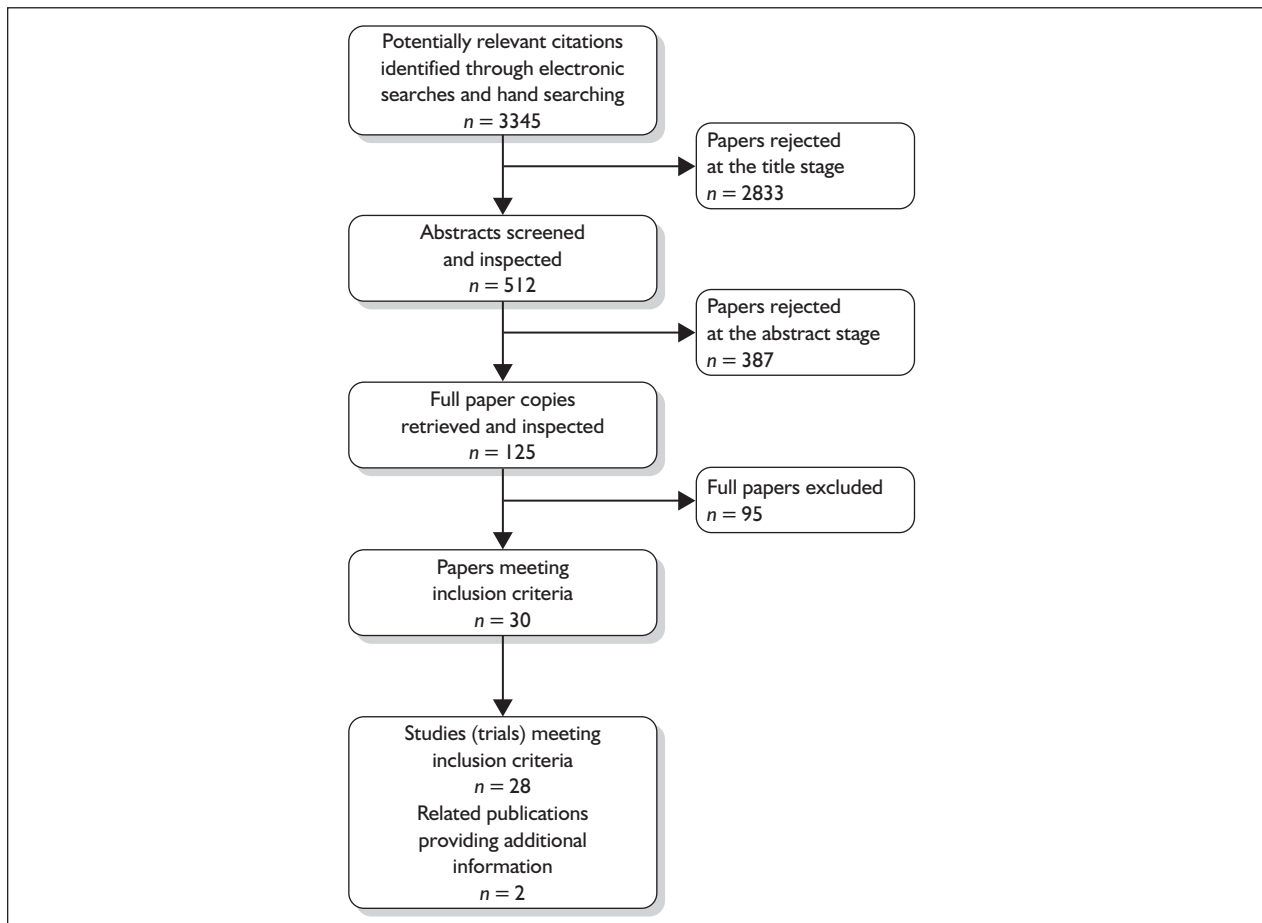 Potentially relevant citations
identified through electronic
searches and hand searching
n = 3345
Papers rejected
at the title stage
n = 2833
Abstracts screened
and inspected
n = 512
Papers rejected
at the abstract stage
n = 387
Full paper copies
retrieved and inspected
n = 125
Full papers excluded
n = 95
Papers meeting
inclusion criteria
n = 30
Studies (trials) meeting
inclusion criteria
n = 28
Related publications
providing additional
information
n = 2